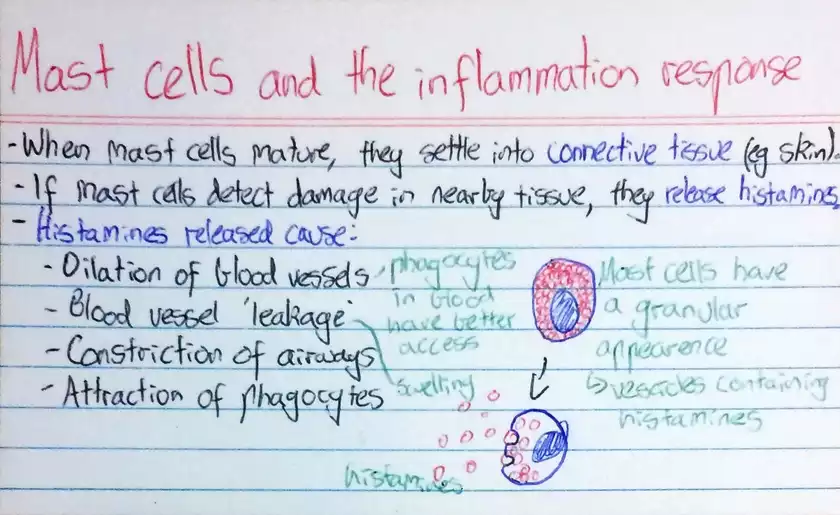 Mast cells and the inflammation response
- When mast cells mature, they settle into connective tissue (eg skin).
- If mast cells detect damage in nearby tissue, they release histamines
- Histamines released cause:
- Dilation of blood vessels
- Blood vessel 'leakage'
- Constriction of airways
- Attraction of phagocytes
phagocytes
in blood
have better
access
swelling
Mast cells have
a granular
appearence
↳ vesicles containing
histamines
histamines